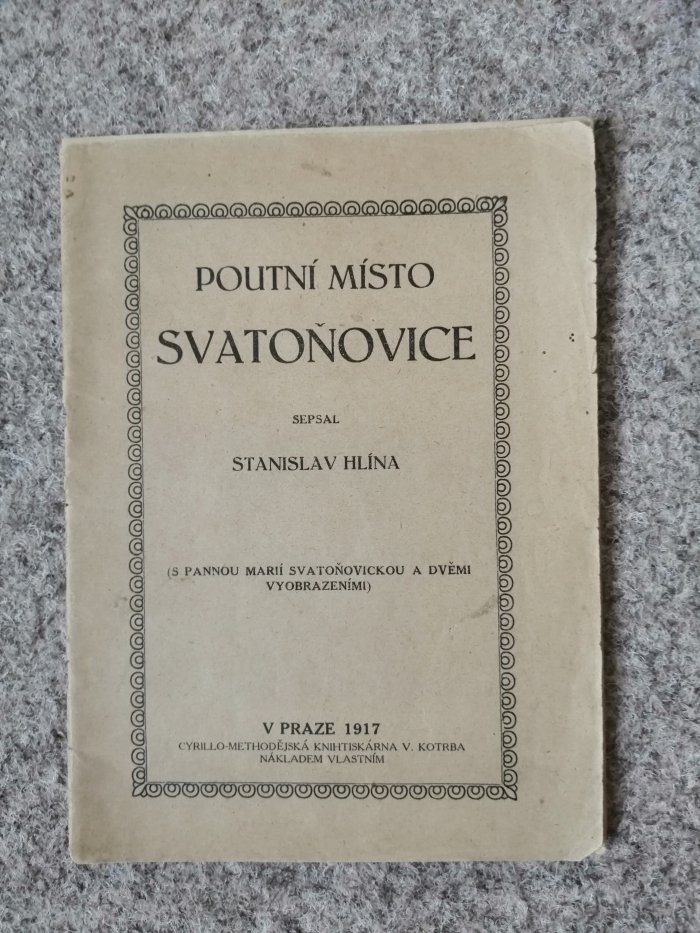 POUTNÍ MÍSTO
SVATOŇOVICE
SEPSAL
STANISLAV HLÍNA
(S PANNOU MARIÍ SVATOŇOVICKOU A DVĚMI
VYOBRAZENÍMI)
V PRAZE 1917
CYRILLO-METHODĚJSKÁ KNIHTISKÁRNA V. KOTRBA
NÁKLADEM VLASTNÍM